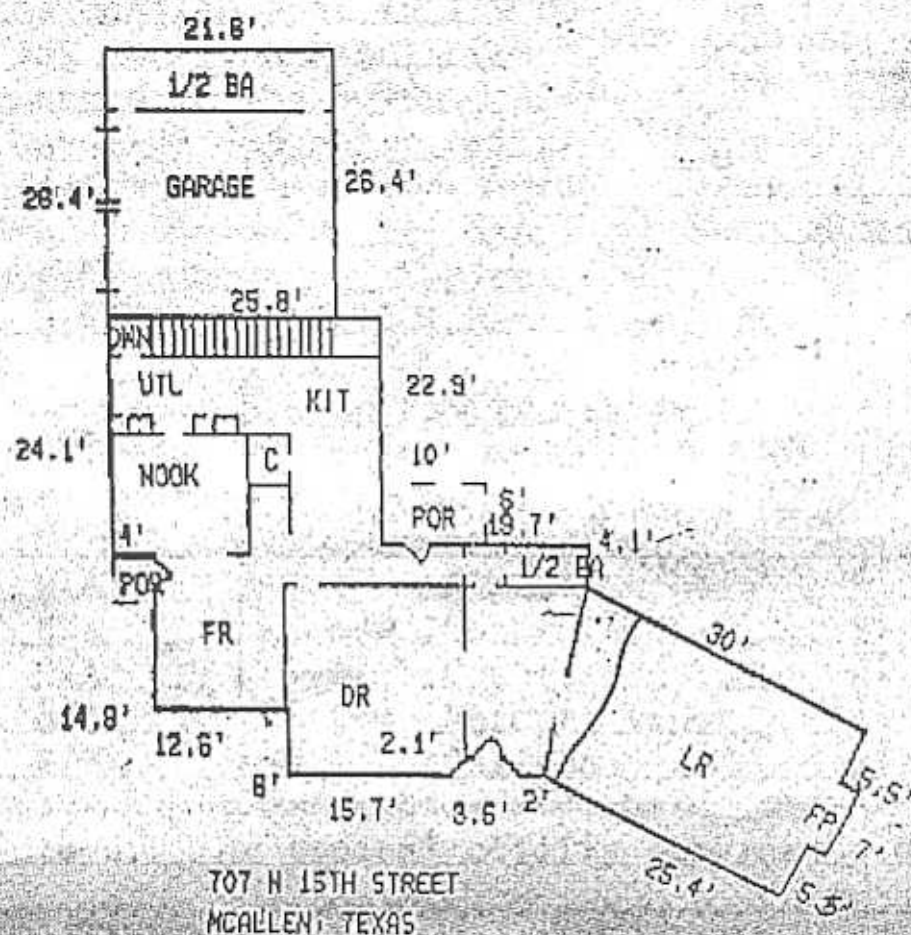 21.8'
1/2 BA
GARAGE
26.4'
26.4'
25.8'
DWN
UTL
KIT
22.9'
24.1'
10'
NOOK
C
6'
POR
19.7'
4.1'
4'
1/2 BA
POR
FR
30'
DR
14.8'
12.6'
2.1'
LR
5.5'
6'
FP
15.7'
3.6'
2'
7'
25.4'
5.5'
707 N 15TH STREET
MCALLEN, TEXAS